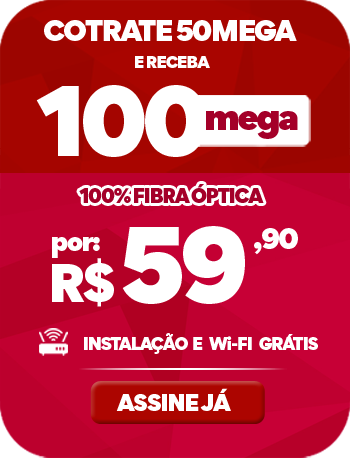 COTRATE 50MEGA
E RECEBA
100 mega
100% FIBRA ÓPTICA
por:
R$ 59,90
INSTALAÇÃO E Wi-FI GRÁTIS
ASSINE JÁ